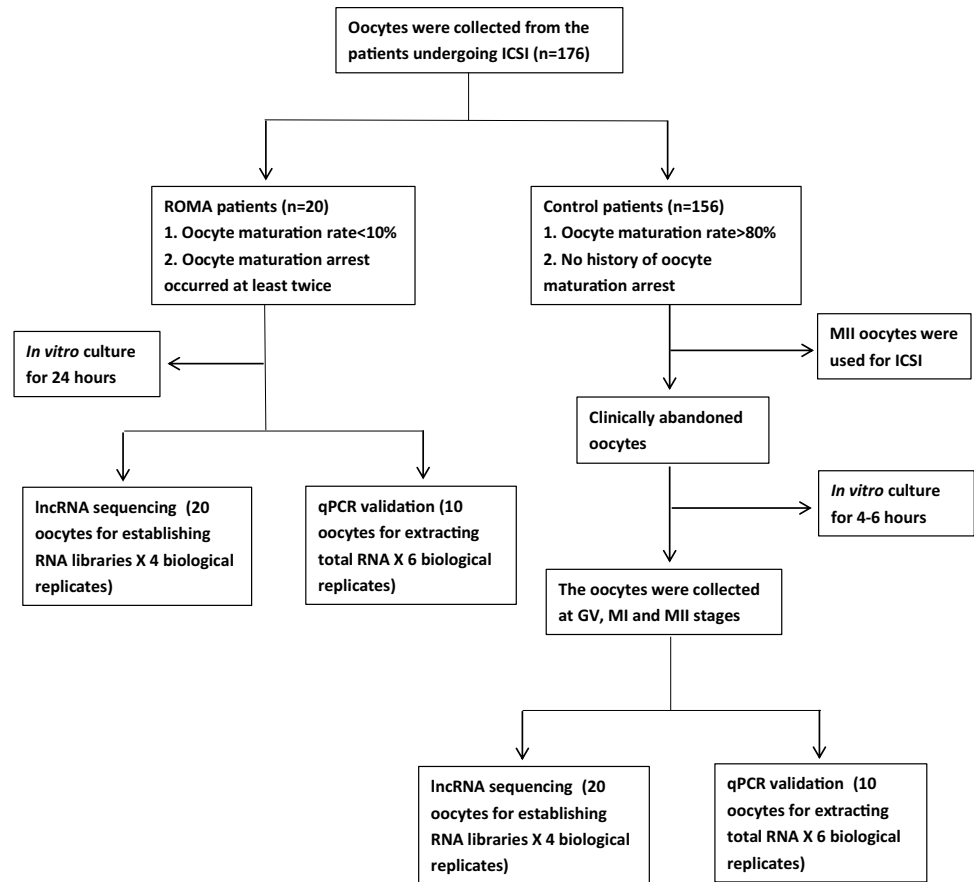 Oocytes were collected from the
patients undergoing ICSI (n=176)
ROMA patients (n=20)
1. Oocyte maturation rate<10%
2. Oocyte maturation arrest
occurred at least twice
Control patients (n=156)
1. Oocyte maturation rate>80%
2. No history of oocyte
maturation arrest
In vitro culture
for 24 hours
MII oocytes were
used for ICSI
Clinically abandoned
oocytes
lncRNA sequencing (20
oocytes for establishing
RNA libraries X 4 biological
replicates)
qPCR validation (10
oocytes for extracting
total RNA X 6 biological
replicates)
In vitro culture
for 4-6 hours
The oocytes were collected
at GV, MI and MII stages
lncRNA sequencing (20
oocytes for establishing
RNA libraries X 4 biological
replicates)
qPCR validation (10
oocytes for extracting
total RNA X 6 biological
replicates)